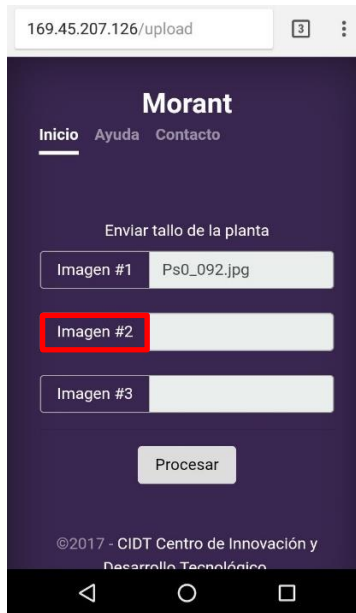 169.45.207.126/upload 3
Morant
Inicio Ayuda Contacto
Enviar tallo de la planta
Imagen #1 Ps0_092.jpg
Imagen #2
Imagen #3
Procesar
©2017 - CIDT Centro de Innovación y
Desarrollo Tecnológico